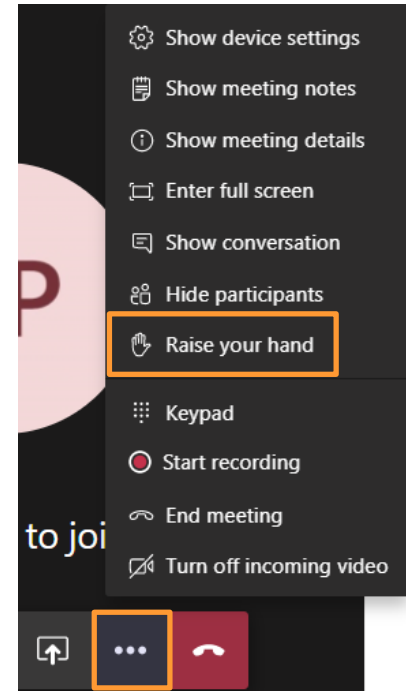 Show device settings
Show meeting notes
Show meeting details
Enter full screen
Show conversation
Hide participants
P
Raise your hand
Keypad
Start recording
End meeting
to joi
Turn off incoming video